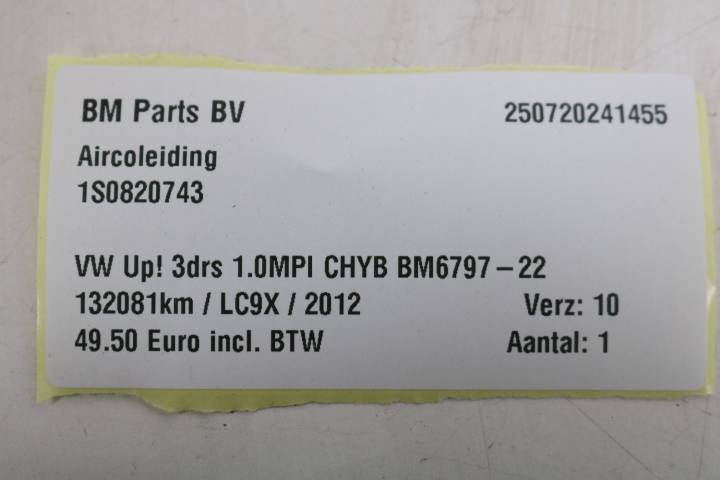 BM Parts BV 250720241455
Aircoleiding
1S0820743
VW Up! 3drs 1.0MPI CHYB BM6797-22
132081km / LC9X / 2012 Verz: 10
49.50 Euro incl. BTW Aantal: 1